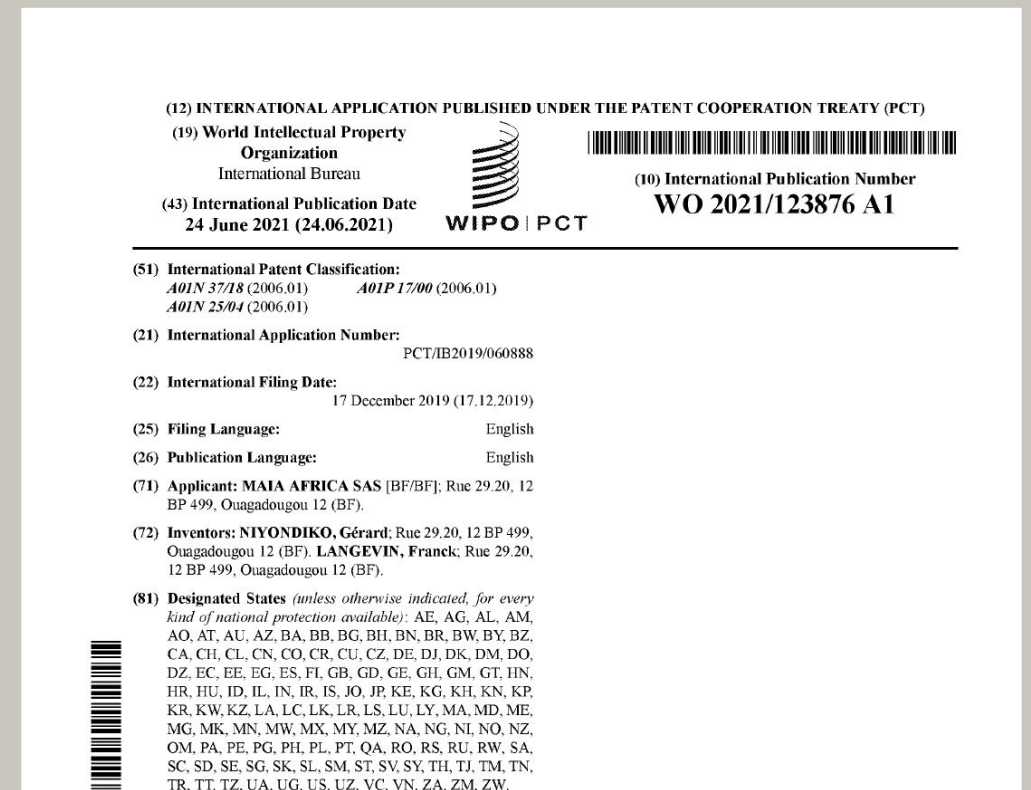 (12) INTERNATIONAL APPLICATION PUBLISHED UNDER THE PATENT COOPERATION TREATY (PCT)
(19) World Intellectual Property
Organization
International Bureau
(43) International Publication Date
24 June 2021 (24.06.2021)
WIPO | PCT
(10) International Publication Number
WO 2021/123876 A1
(51) International Patent Classification:
A01N 37/18 (2006.01) A01P 17/00 (2006.01)
A01N 25/04 (2006.01)
(21) International Application Number:
PCT/IB2019/060888
(22) International Filing Date:
17 December 2019 (17.12.2019)
(25) Filing Language: English
(26) Publication Language: English
(71) Applicant: MAIA AFRICA SAS [BF/BF]; Rue 29.20, 12
BP 499, Ouagadougou 12 (BF).
(72) Inventors: NIYONDIKO, Gérard; Rue 29.20, 12 BP 499,
Ouagadougou 12 (BF). LANGEVIN, Franck; Rue 29.20,
12 BP 499, Ouagadougou 12 (BF).
(81) Designated States (unless otherwise indicated, for every
kind of national protection available): AE, AG, AL, AM,
AO, AT, AU, AZ, BA, BB, BG, BH, BN, BR, BW, BY, BZ,
CA, CH, CL, CN, CO, CR, CU, CZ, DE, DJ, DK, DM, DO,
DZ, EC, EE, EG, ES, FI, GB, GD, GE, GH, GM, GT, HN,
HR, HU, ID, IL, IN, IR, IS, JO, JP, KE, KG, KH, KN, KP,
KR, KW, KZ, LA, LC, LK, LR, LS, LU, LY, MA, MD, ME,
MG, MK, MN, MW, MX, MY, MZ, NA, NG, NI, NO, NZ,
OM, PA, PE, PG, PH, PL, PT, QA, RO, RS, RU, RW, SA,
SC, SD, SE, SG, SK, SL, SM, ST, SV, SY, TH, TJ, TM, TN,
TR, TT, TZ, UA, UG, US, UZ, VC, VN, ZA, ZM, ZW.